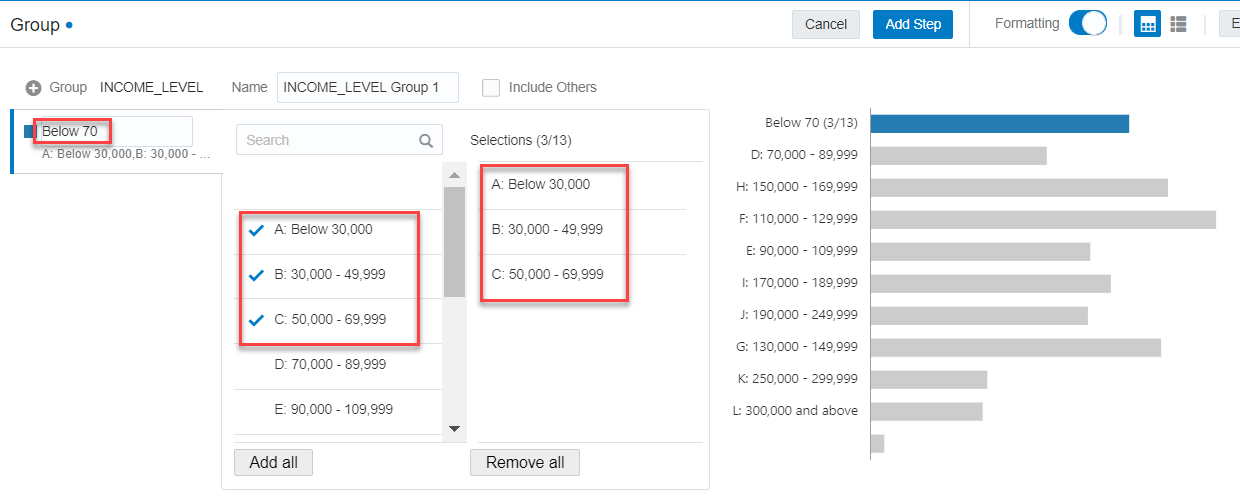 Group
Cancel
Add Step
Formatting
E
Group INCOME_LEVEL Name INCOME_LEVEL Group 1 Include Others
Below 70
A: Below 30,000,B: 30,000 - ...
Search
A: Below 30,000
B: 30,000 - 49,999
C: 50,000 - 69,999
D: 70,000 - 89,999
E: 90,000 - 109,999
Add all
Selections (3/13)
A: Below 30,000
B: 30,000 - 49,999
C: 50,000 - 69,999
Remove all
Below 70 (3/13)
D: 70,000 - 89,999
H: 150,000 - 169,999
F: 110,000 - 129,999
E: 90,000 - 109,999
I: 170,000 - 189,999
J: 190,000 - 249,999
G: 130,000 - 149,999
K: 250,000 - 299,999
L: 300,000 and above